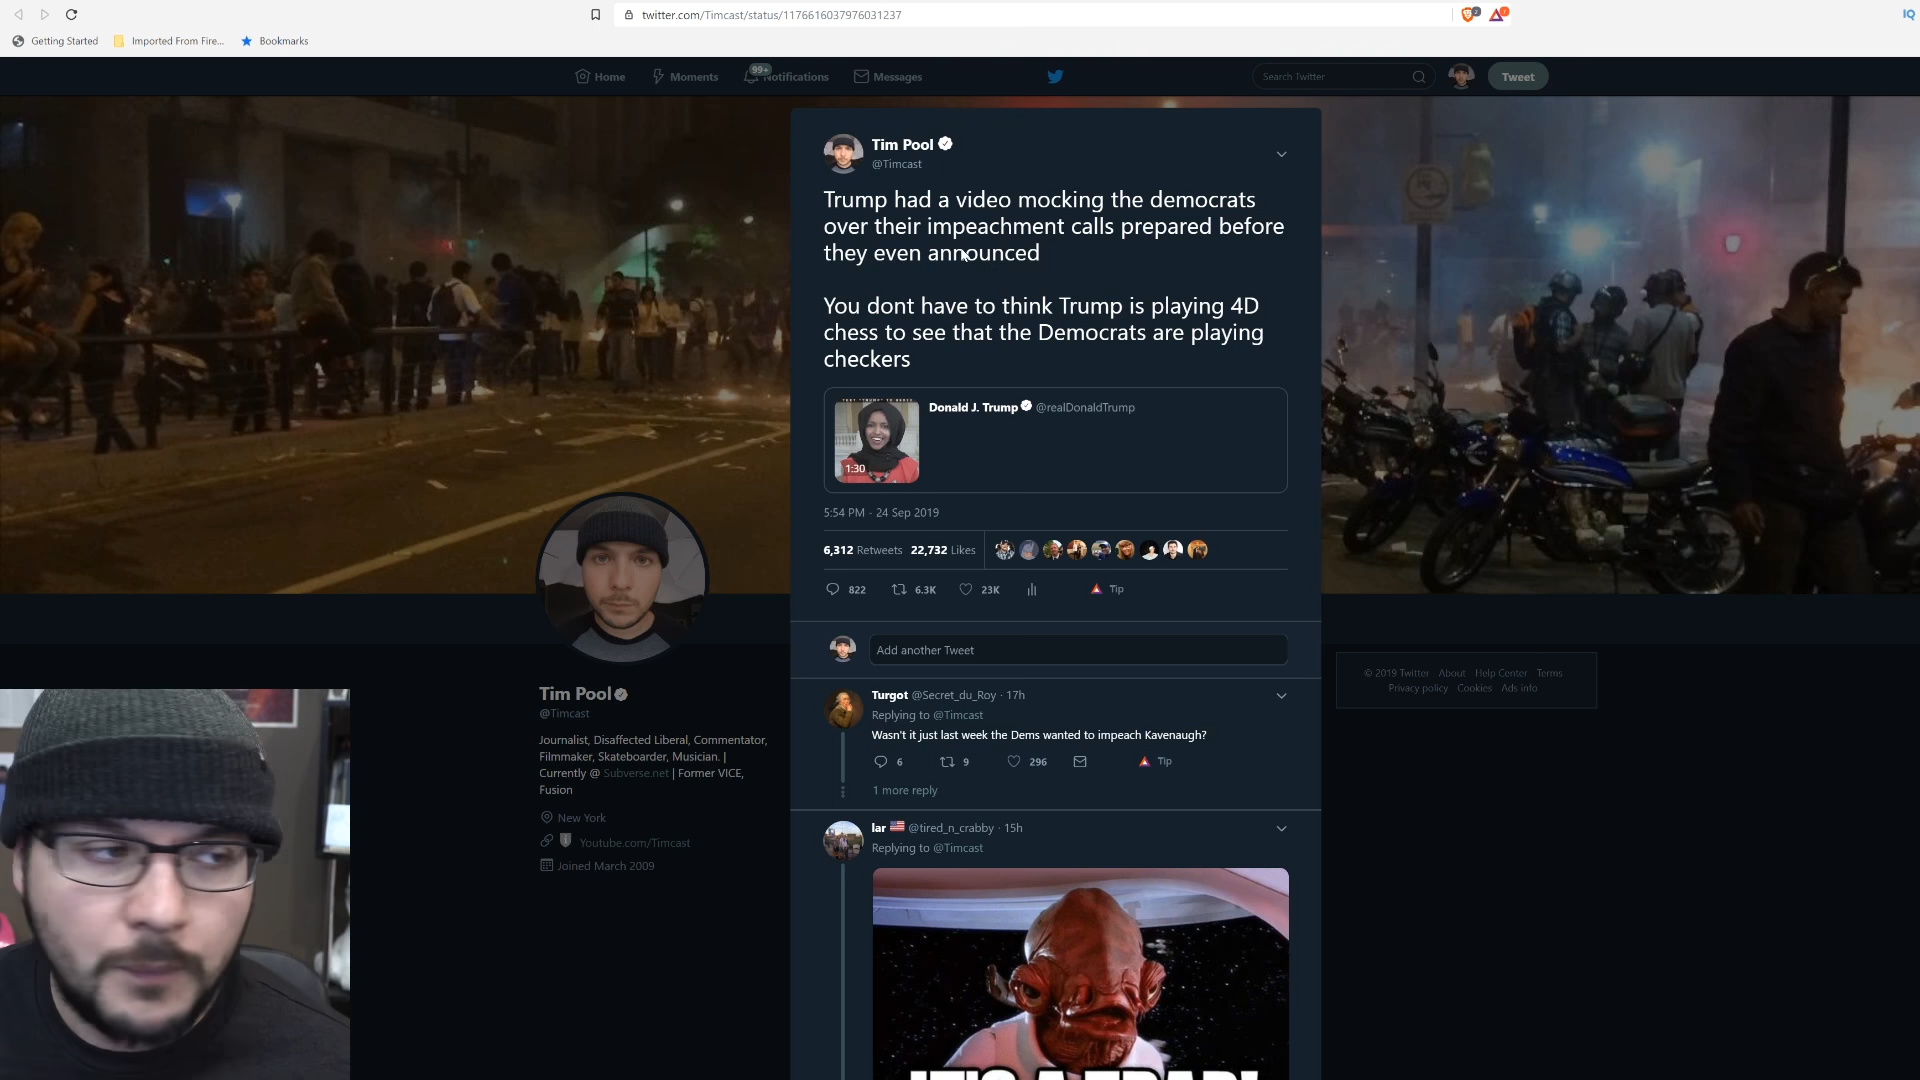 twitter.com/Timcast/status/1176616037976031237
IQ
Getting Started
Imported From Fire...
Bookmarks
Home
Moments
99+
Notifications
Messages
Search Twitter
Tweet
Tim Pool
@Timcast
Trump had a video mocking the democrats
over their impeachment calls prepared before
they even announced
You dont have to think Trump is playing 4D
chess to see that the Democrats are playing
checkers
Donald J. Trump @realDonaldTrump
1:30
5:54 PM - 24 Sep 2019
6,312 Retweets 22,732 Likes
822 6.3K 23K Tip
Add another Tweet
Turgot @Secret_du_Roy · 17h
Replying to @Timcast
Wasn't it just last week the Dems wanted to impeach Kavenaugh?
6 9 296 Tip
1 more reply
lar @tired_n_crabby · 15h
Replying to @Timcast
IT'S A TRAP!
Tim Pool
@Timcast
Journalist, Disaffected Liberal, Commentator,
Filmmaker, Skateboarder, Musician. |
Currently @ Subverse.net | Former VICE,
Fusion
New York
Youtube.com/Timcast
Joined March 2009
© 2019 Twitter About Help Center Terms
Privacy policy Cookies Ads info